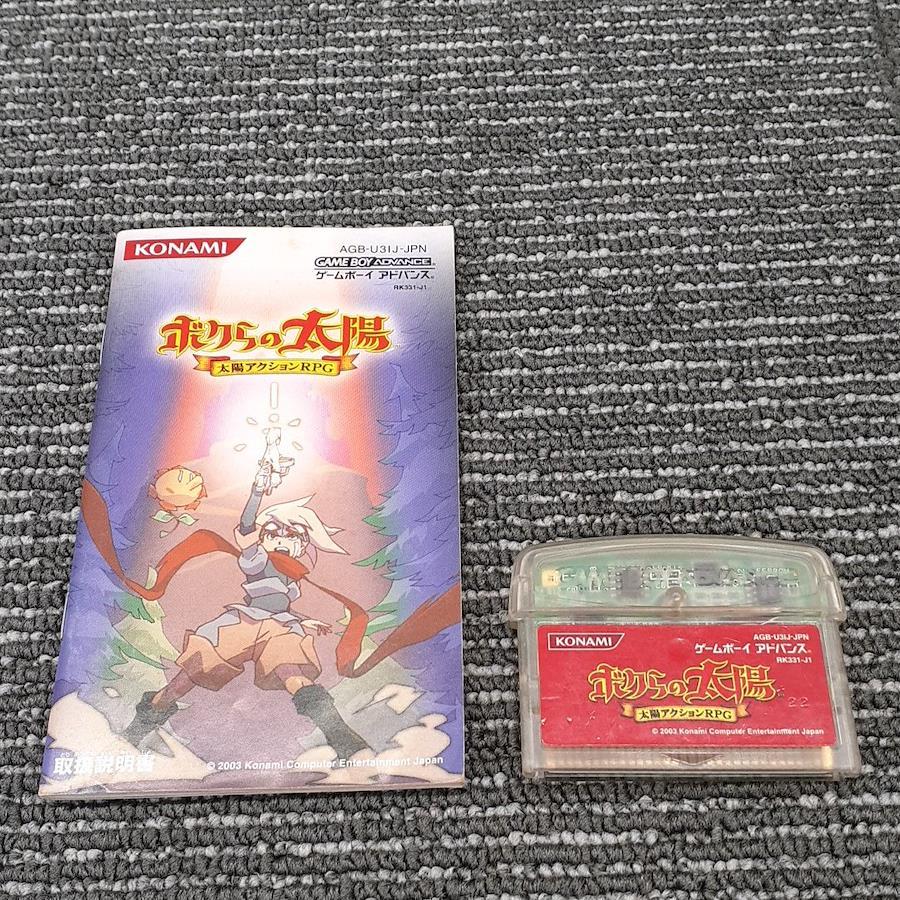 KONAMI
AGB-U3IJ-JPN
GAME BOY ADVANCE
ゲームボーイ アドバンス
RK331-J1
ボクらの太陽
太陽アクションRPG
取扱説明書
© 2003 Konami Computer Entertainment Japan
KONAMI
AGB-U3IJ-JPN
ゲームボーイ アドバンス
RK331-J1
ボクらの太陽
太陽アクションRPG
22
© 2003 Konami Computer Entertainment Japan